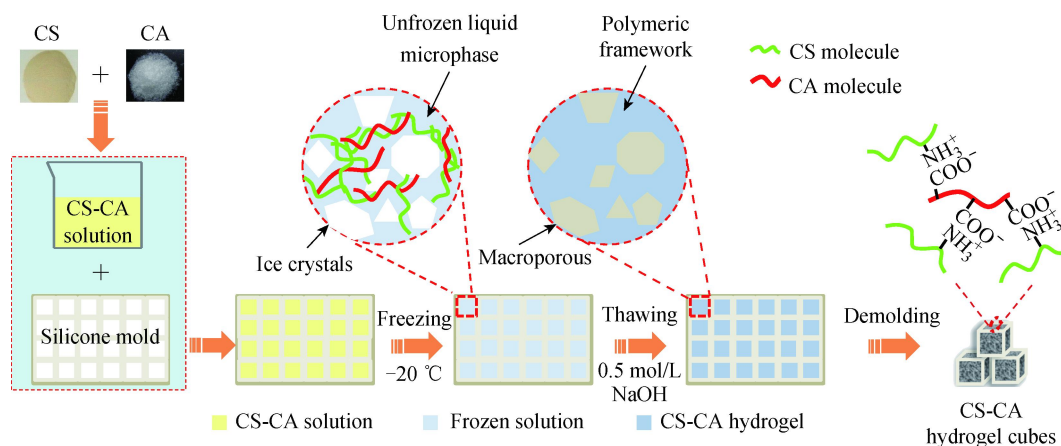 CS
CA
+
CS-CA
solution
+
Silicone mold
Unfrozen liquid
microphase
Ice crystals
Polymeric
framework
Macroporous
CS molecule
CA molecule
NH₃⁺
COO⁻
COO⁻
NH₃⁺
COO⁻
NH₃⁺
Freezing
−20 ℃
Thawing
0.5 mol/L
NaOH
Demolding
CS-CA
hydrogel cubes
CS-CA solution
Frozen solution
CS-CA hydrogel